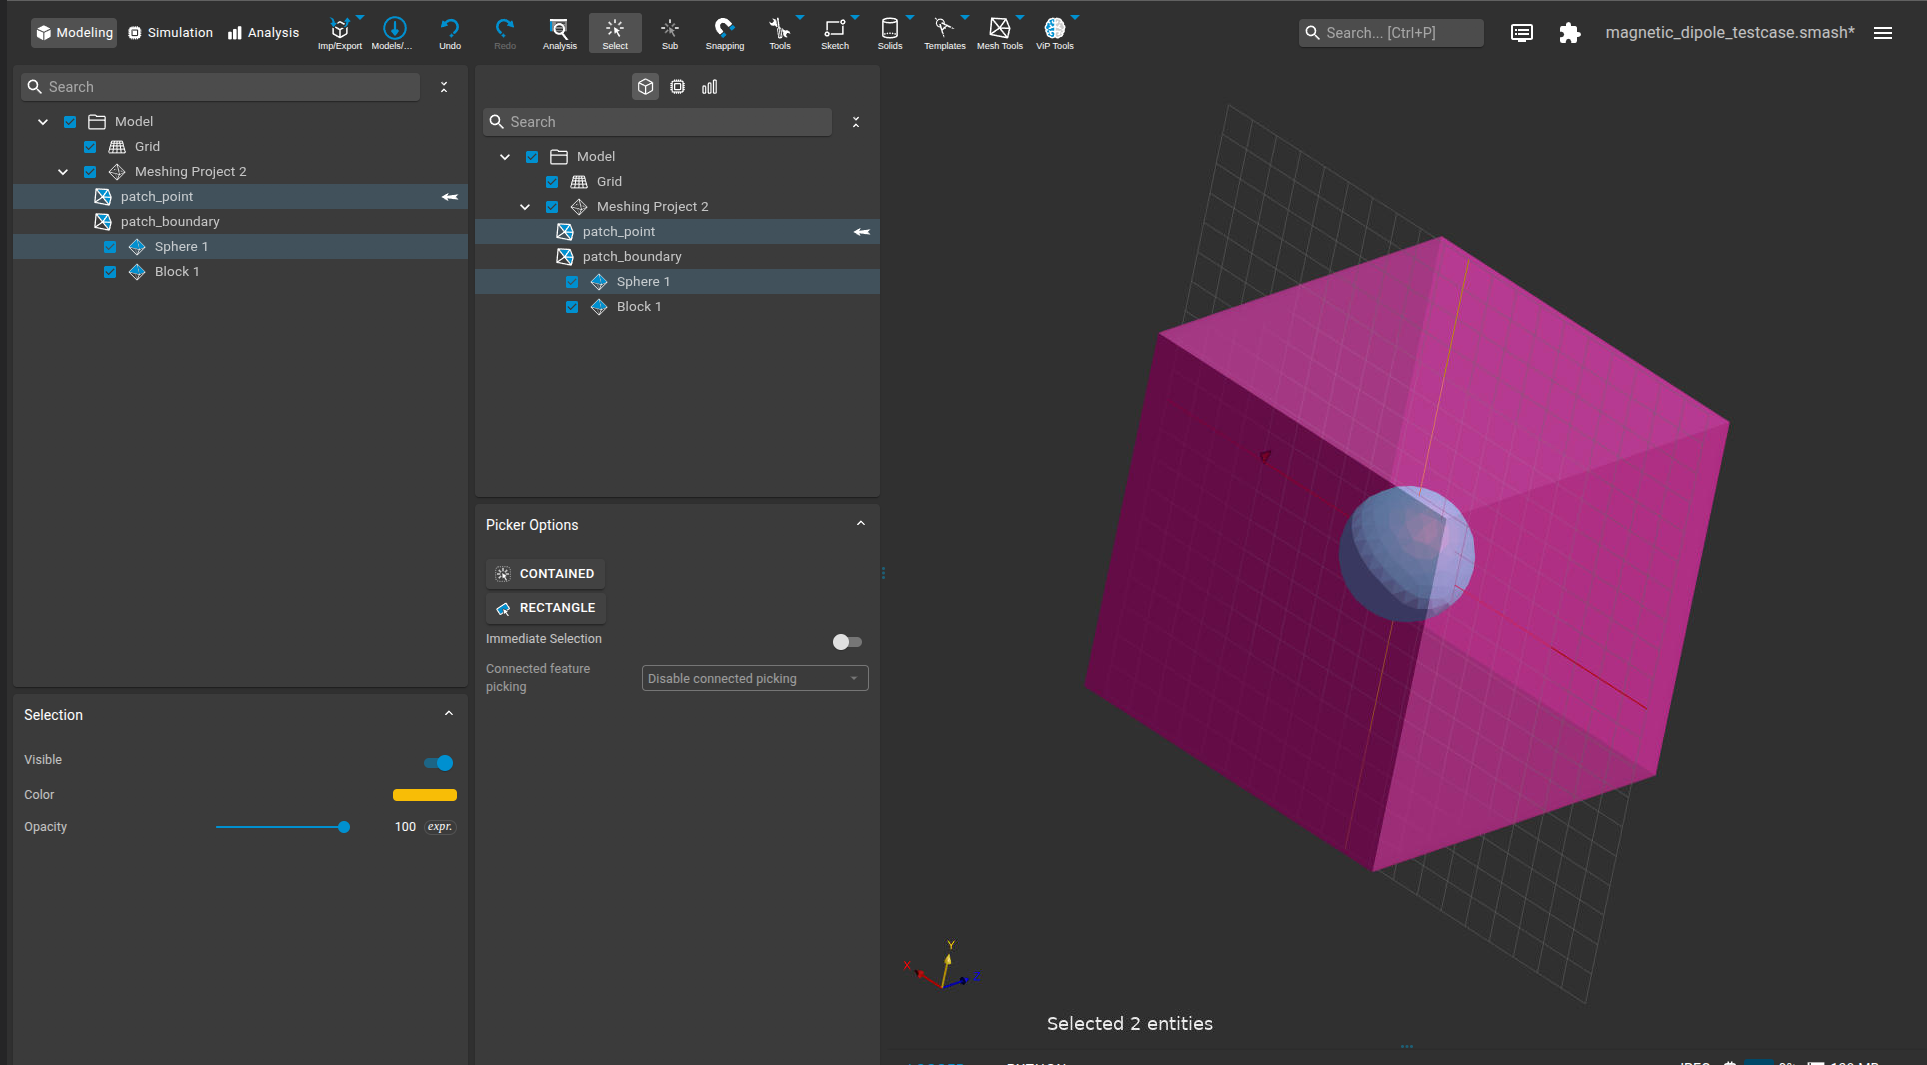 Modeling Simulation Analysis
Imp/Export Models/... Undo Redo Analysis Select Sub Snapping Tools Sketch Solids Templates Mesh Tools ViP Tools
Search... [Ctrl+P]
magnetic_dipole_testcase.smash*
Search
Model
Grid
Meshing Project 2
patch_point
patch_boundary
Sphere 1
Block 1
Selection
Visible
Color
Opacity 100 expr.
Search
Model
Grid
Meshing Project 2
patch_point
patch_boundary
Sphere 1
Block 1
Picker Options
CONTAINED
RECTANGLE
Immediate Selection
Connected feature
picking
Disable connected picking
Y
X
Z
Selected 2 entities